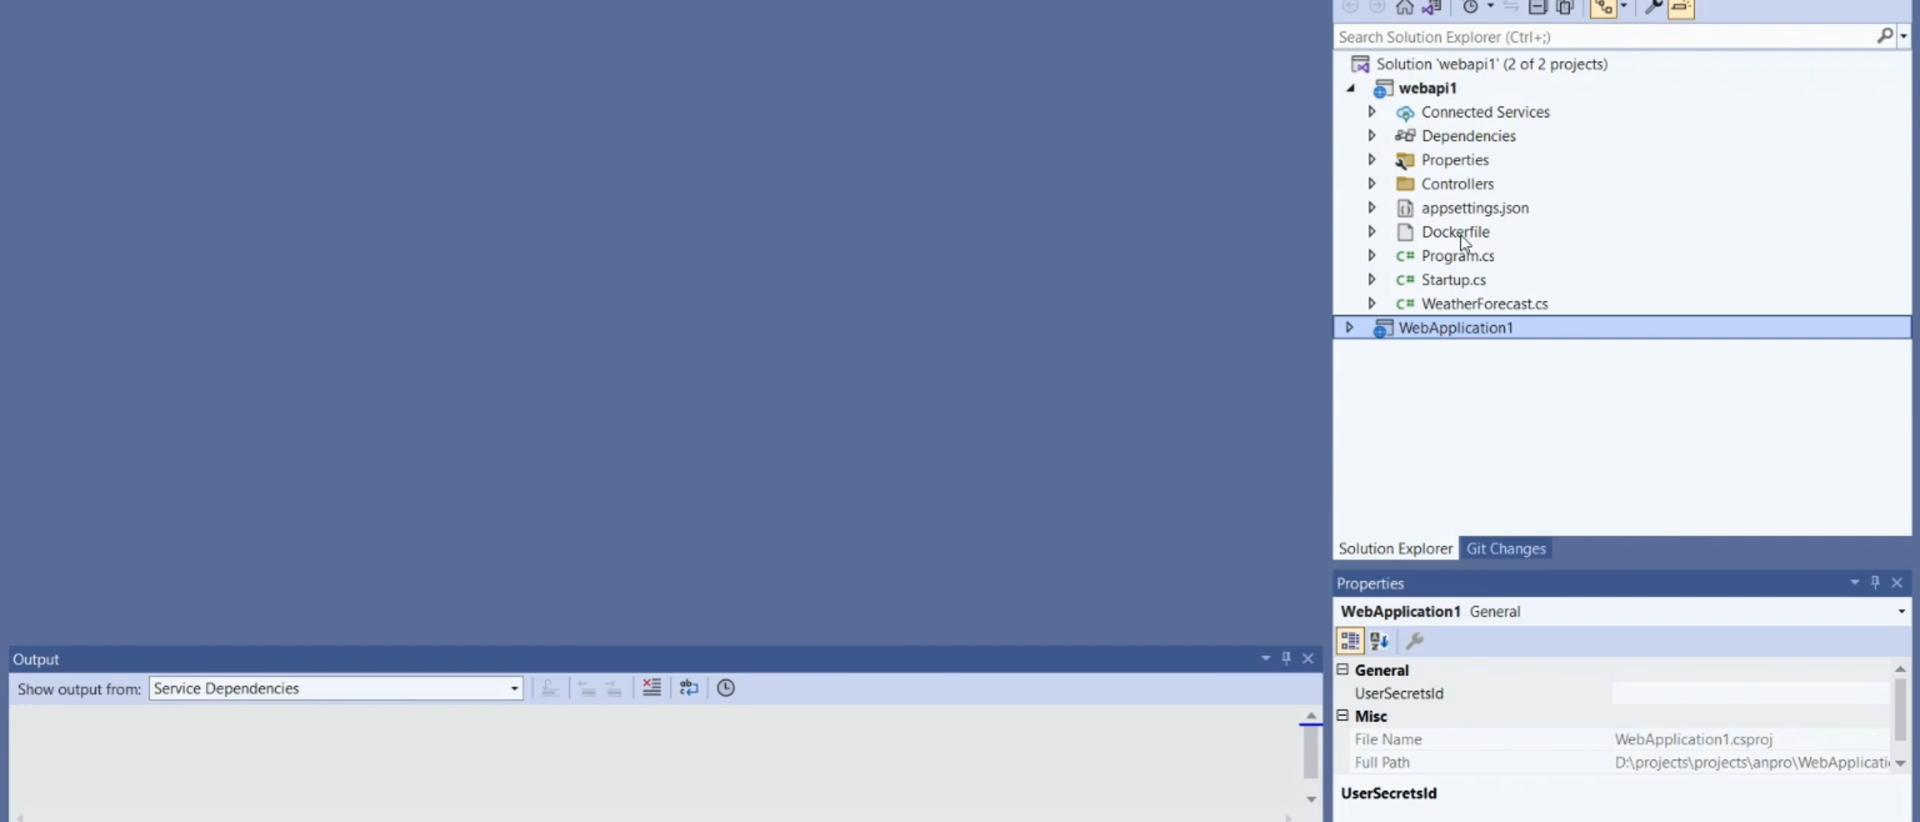 Search Solution Explorer (Ctrl+;)
Solution 'webapi1' (2 of 2 projects)
webapi1
Connected Services
Dependencies
Properties
Controllers
appsettings.json
Dockerfile
C# Program.cs
C# Startup.cs
C# WeatherForecast.cs
WebApplication1
Solution Explorer Git Changes
Properties
WebApplication1 General
General
UserSecretsId
Misc
File Name WebApplication1.csproj
Full Path D:\projects\projects\anpro\WebApplicati
UserSecretsId
Output
Show output from: Service Dependencies